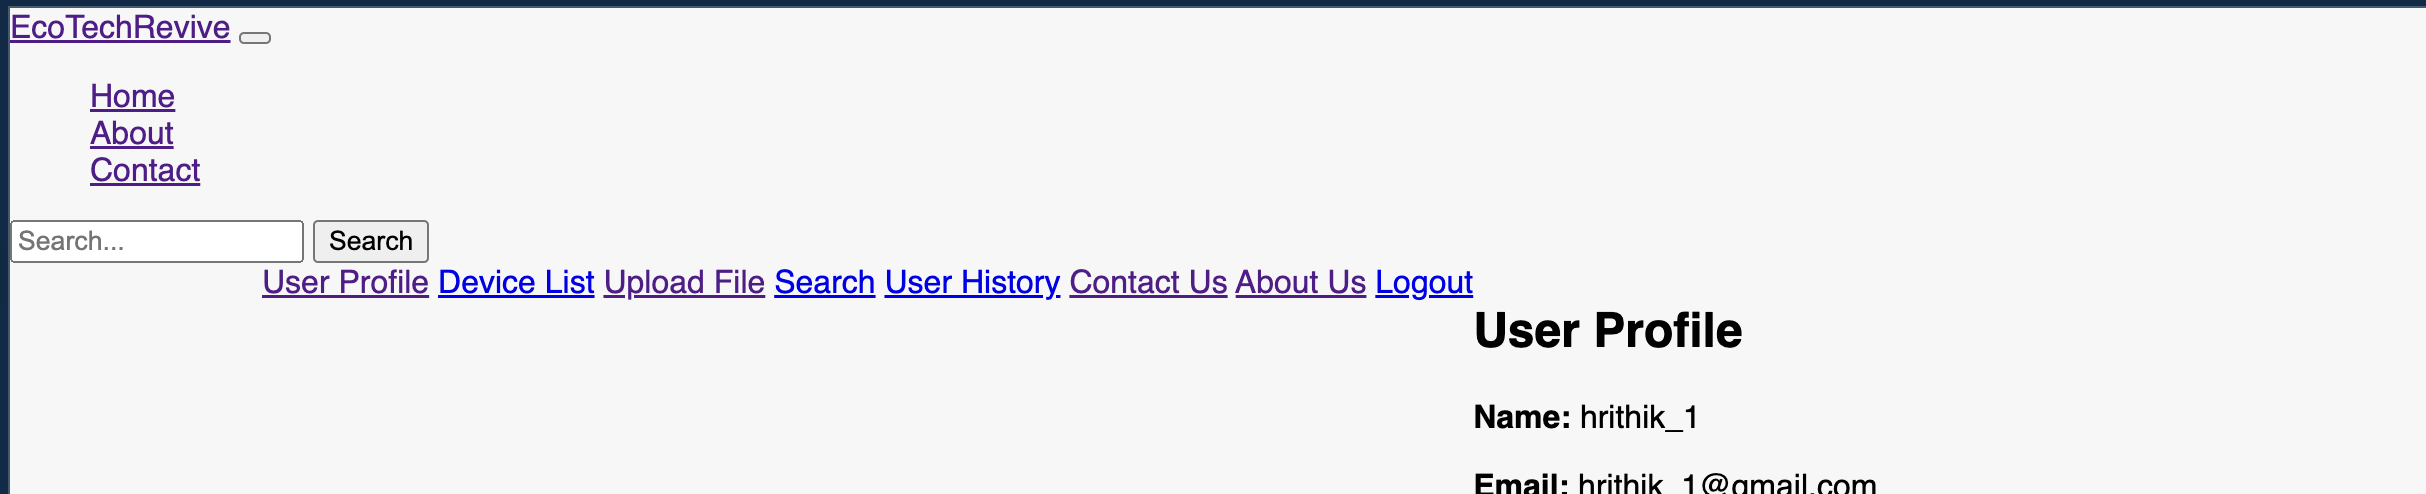 EcoTechRevive
Home
About
Contact
Search... Search
User Profile Device List Upload File Search User History Contact Us About Us Logout
User Profile
Name: hrithik_1
Email: hrithik_1@gmail.com